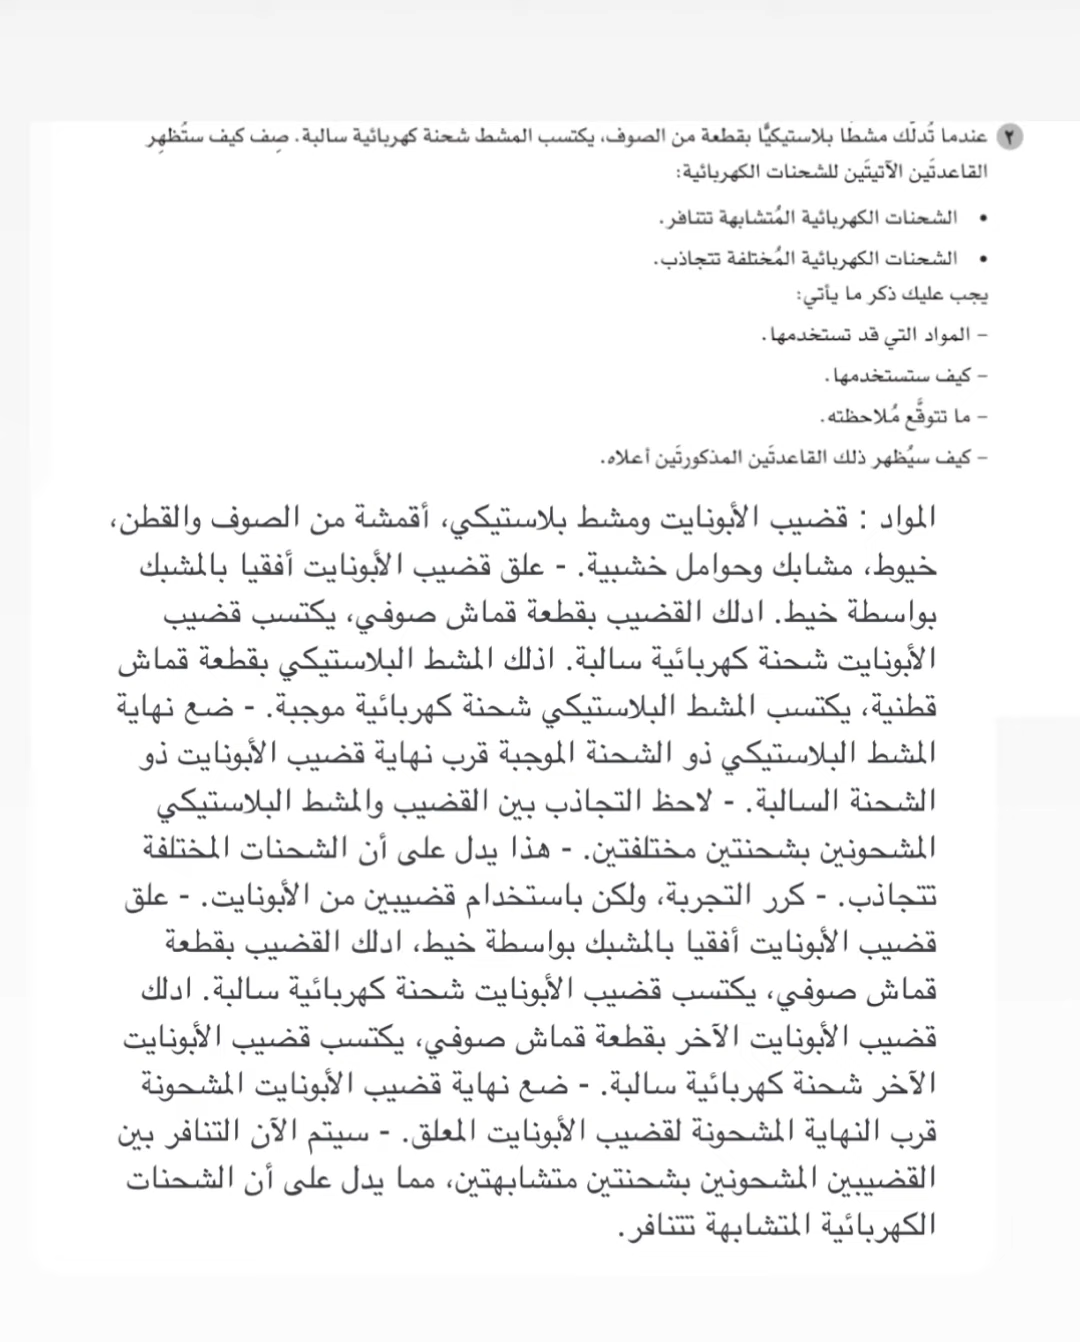 ٢ عندما تُدلّك مشطًا بلاستيكيًّا بقطعة من الصوف، يكتسب المشط شحنة كهربائية سالبة. صِف كيف ستُظهِر
القاعدتَين الآتيتَين للشحنات الكهربائية:
• الشحنات الكهربائية المُتشابهة تتنافر.
• الشحنات الكهربائية المُختلفة تتجاذب.
يجب عليك ذكر ما يأتي:
– المواد التي قد تستخدمها.
– كيف ستستخدمها.
– ما تتوقَّع مُلاحظته.
– كيف سيُظهر ذلك القاعدتَين المذكورتَين أعلاه.
المواد : قضيب الأبونايت ومشط بلاستيكي، أقمشة من الصوف والقطن،
خيوط، مشابك وحوامل خشبية. - علق قضيب الأبونايت أفقيا بالمشبك
بواسطة خيط. ادلك القضيب بقطعة قماش صوفي، يكتسب قضيب
الأبونايت شحنة كهربائية سالبة. اذلك المشط البلاستيكي بقطعة قماش
قطنية، يكتسب المشط البلاستيكي شحنة كهربائية موجبة. - ضع نهاية
المشط البلاستيكي ذو الشحنة الموجبة قرب نهاية قضيب الأبونايت ذو
الشحنة السالبة. - لاحظ التجاذب بين القضيب والمشط البلاستيكي
المشحونين بشحنتين مختلفتين. - هذا يدل على أن الشحنات المختلفة
تتجاذب. - كرر التجربة، ولكن باستخدام قضيبين من الأبونايت. - علق
قضيب الأبونايت أفقيا بالمشبك بواسطة خيط، ادلك القضيب بقطعة
قماش صوفي، يكتسب قضيب الأبونايت شحنة كهربائية سالبة. ادلك
قضيب الأبونايت الآخر بقطعة قماش صوفي، يكتسب قضيب الأبونايت
الآخر شحنة كهربائية سالبة. - ضع نهاية قضيب الأبونايت المشحونة
قرب النهاية المشحونة لقضيب الأبونايت المعلق. - سيتم الآن التنافر بين
القضيبين المشحونين بشحنتين متشابهتين، مما يدل على أن الشحنات
الكهربائية المتشابهة تتنافر.